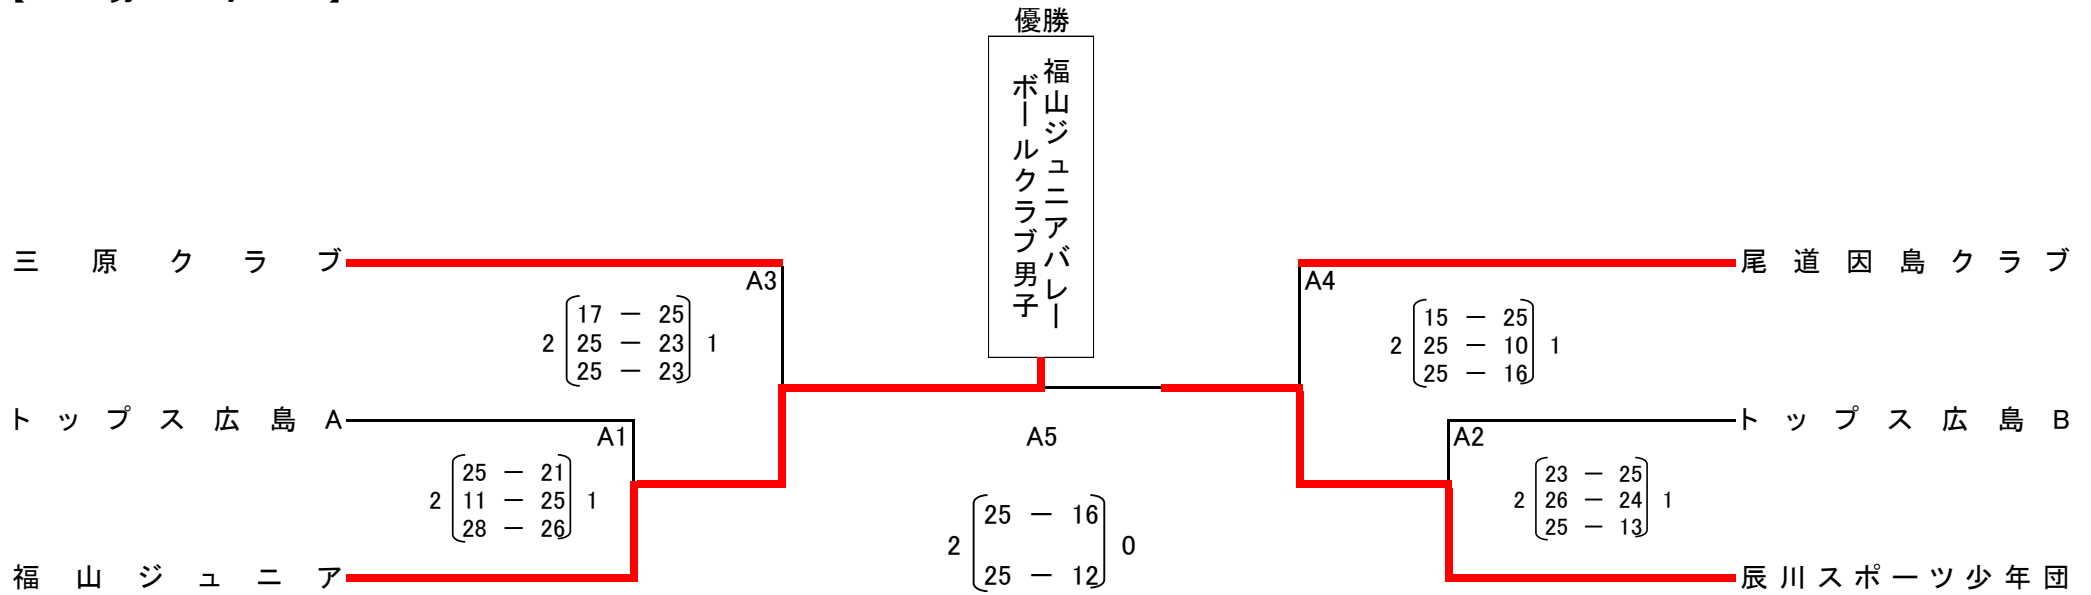 優勝
福山ジュニアバレー
ボールクラブ男子
三原クラブ
A3
17 － 25
2 25 － 23 1
25 － 23
トップス広島A
A1
25 － 21
2 11 － 25 1
28 － 26
福山ジュニア
A5
25 － 16
2 0
25 － 12
尾道因島クラブ
A4
15 － 25
2 25 － 10 1
25 － 16
トップス広島B
A2
23 － 25
2 26 － 24 1
25 － 13
辰川スポーツ少年団